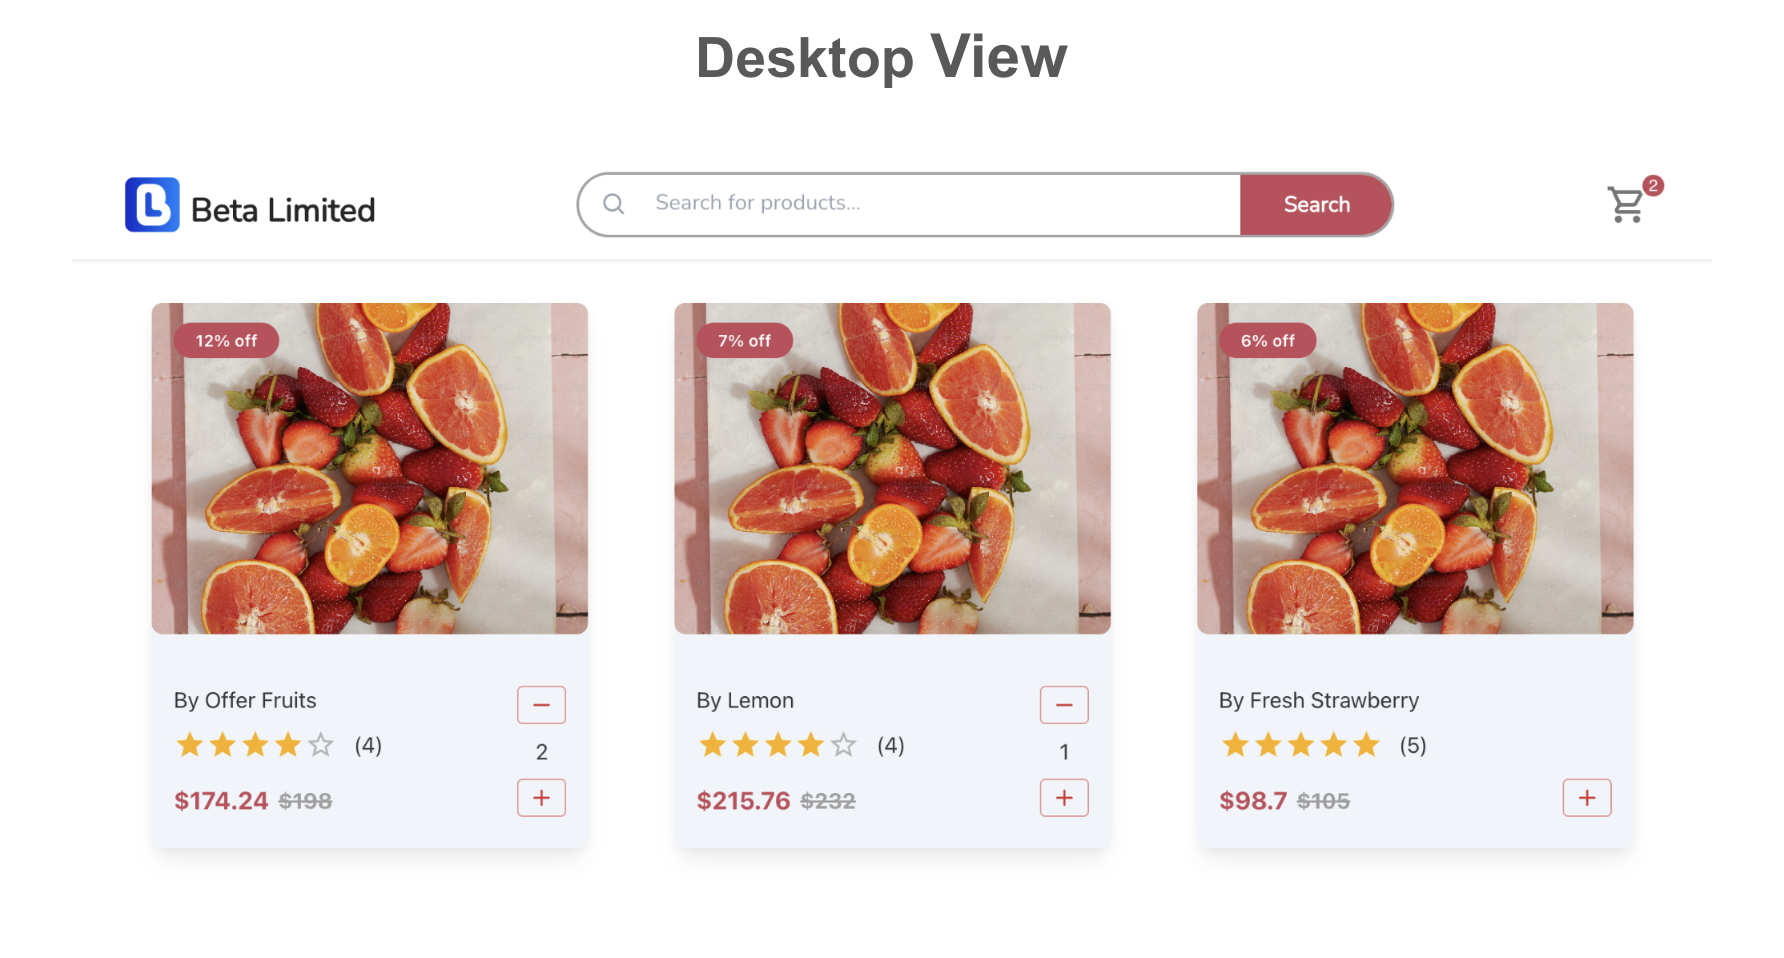 Desktop View
Beta Limited
Search for products...
Search
2
12% off
7% off
6% off
By Offer Fruits
(4)
2
$174.24 $198
By Lemon
(4)
1
$215.76 $232
By Fresh Strawberry
(5)
$98.7 $105